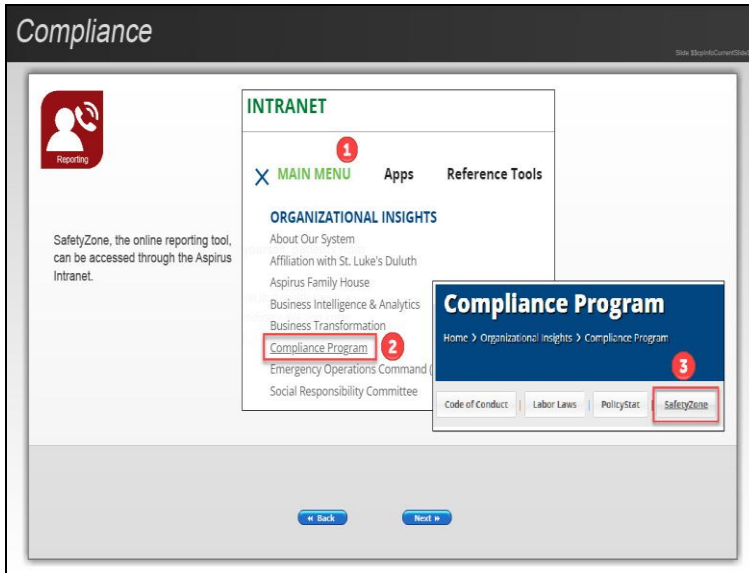 Compliance
Slide $$cpInfoCurrentSlide$
Reporting
SafetyZone, the online reporting tool,
can be accessed through the Aspirus
Intranet.
INTRANET
1
X MAIN MENU Apps Reference Tools
ORGANIZATIONAL INSIGHTS
About Our System
Affiliation with St. Luke's Duluth
Aspirus Family House
Business Intelligence & Analytics
Business Transformation
Compliance Program 2
Emergency Operations Command (
Social Responsibility Committee
Compliance Program
Home > Organizational Insights > Compliance Program
3
Code of Conduct | Labor Laws | PolicyStat | SafetyZone
« Back Next »